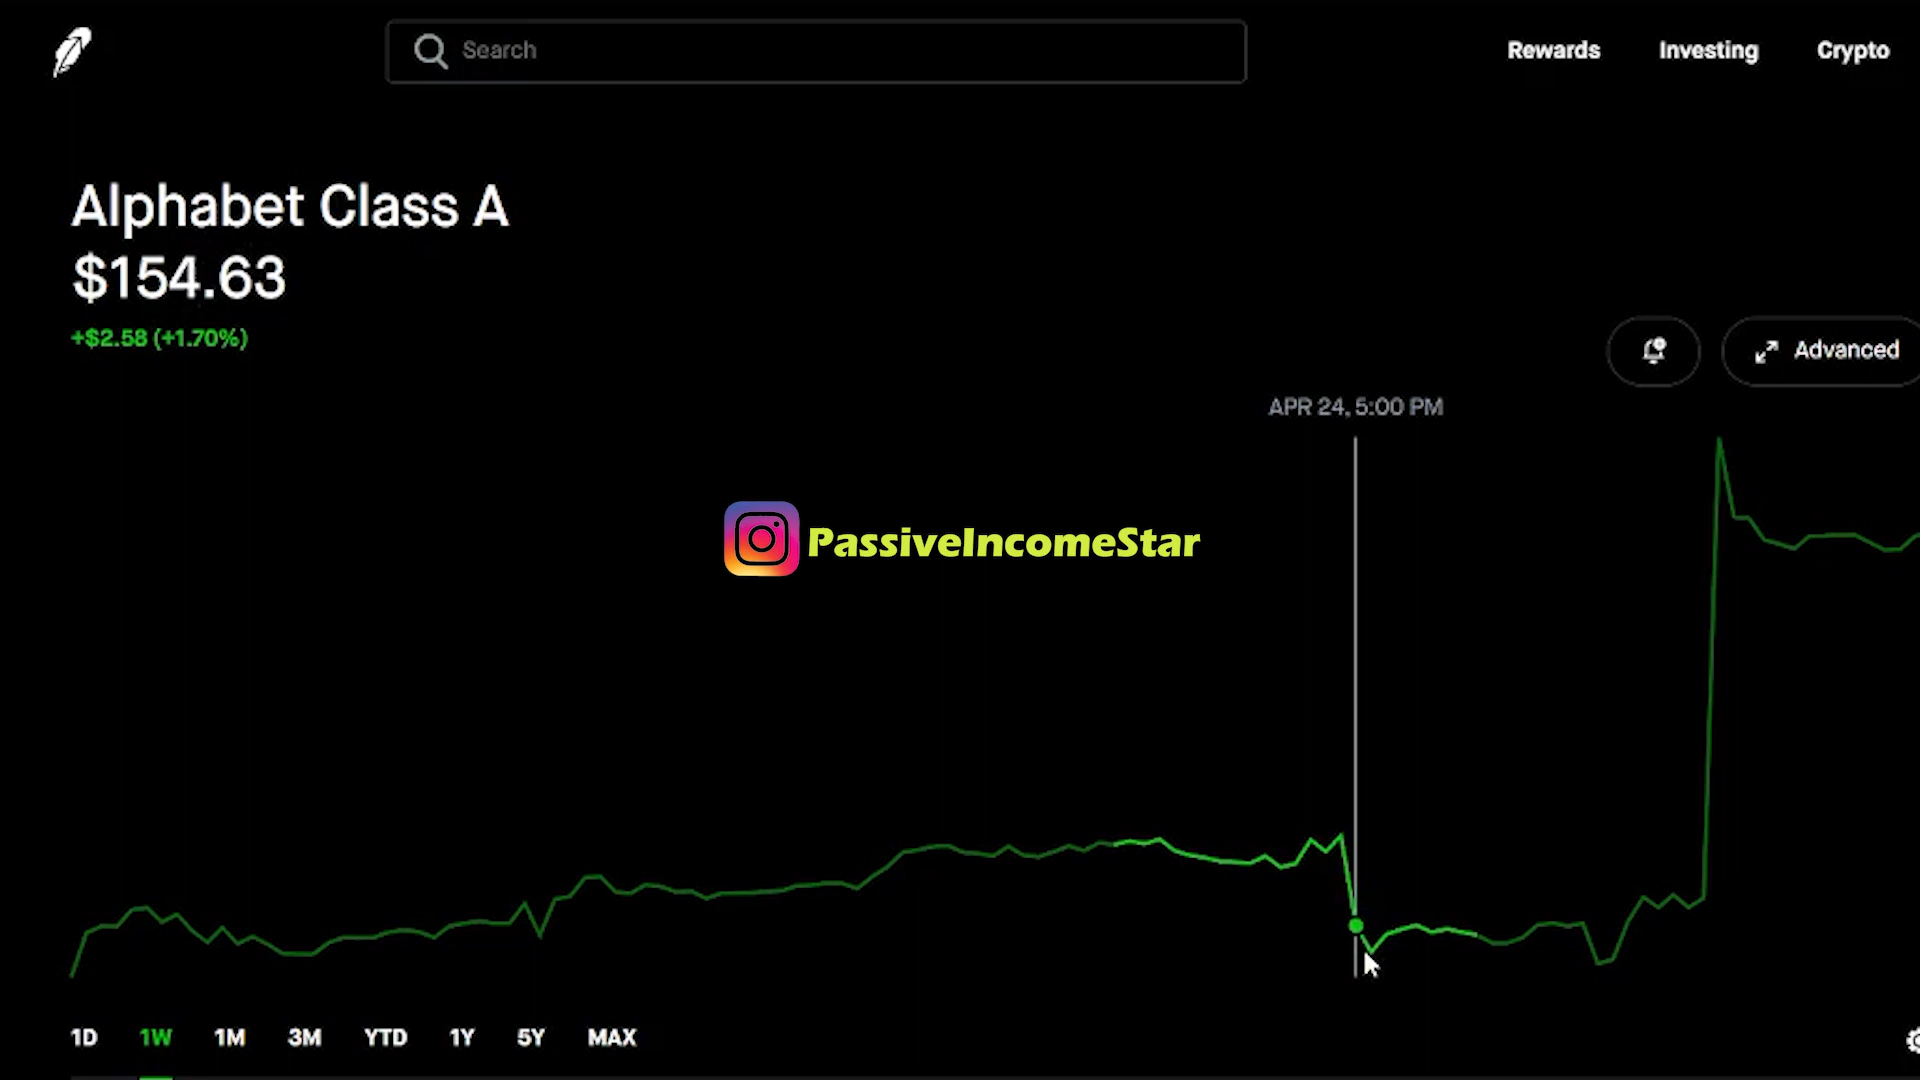 Search
Rewards
Investing
Crypto
Alphabet Class A
$154.63
+$2.58 (+1.70%)
Advanced
APR 24, 5:00 PM
PassiveIncomeStar
1D
1W
1M
3M
YTD
1Y
5Y
MAX